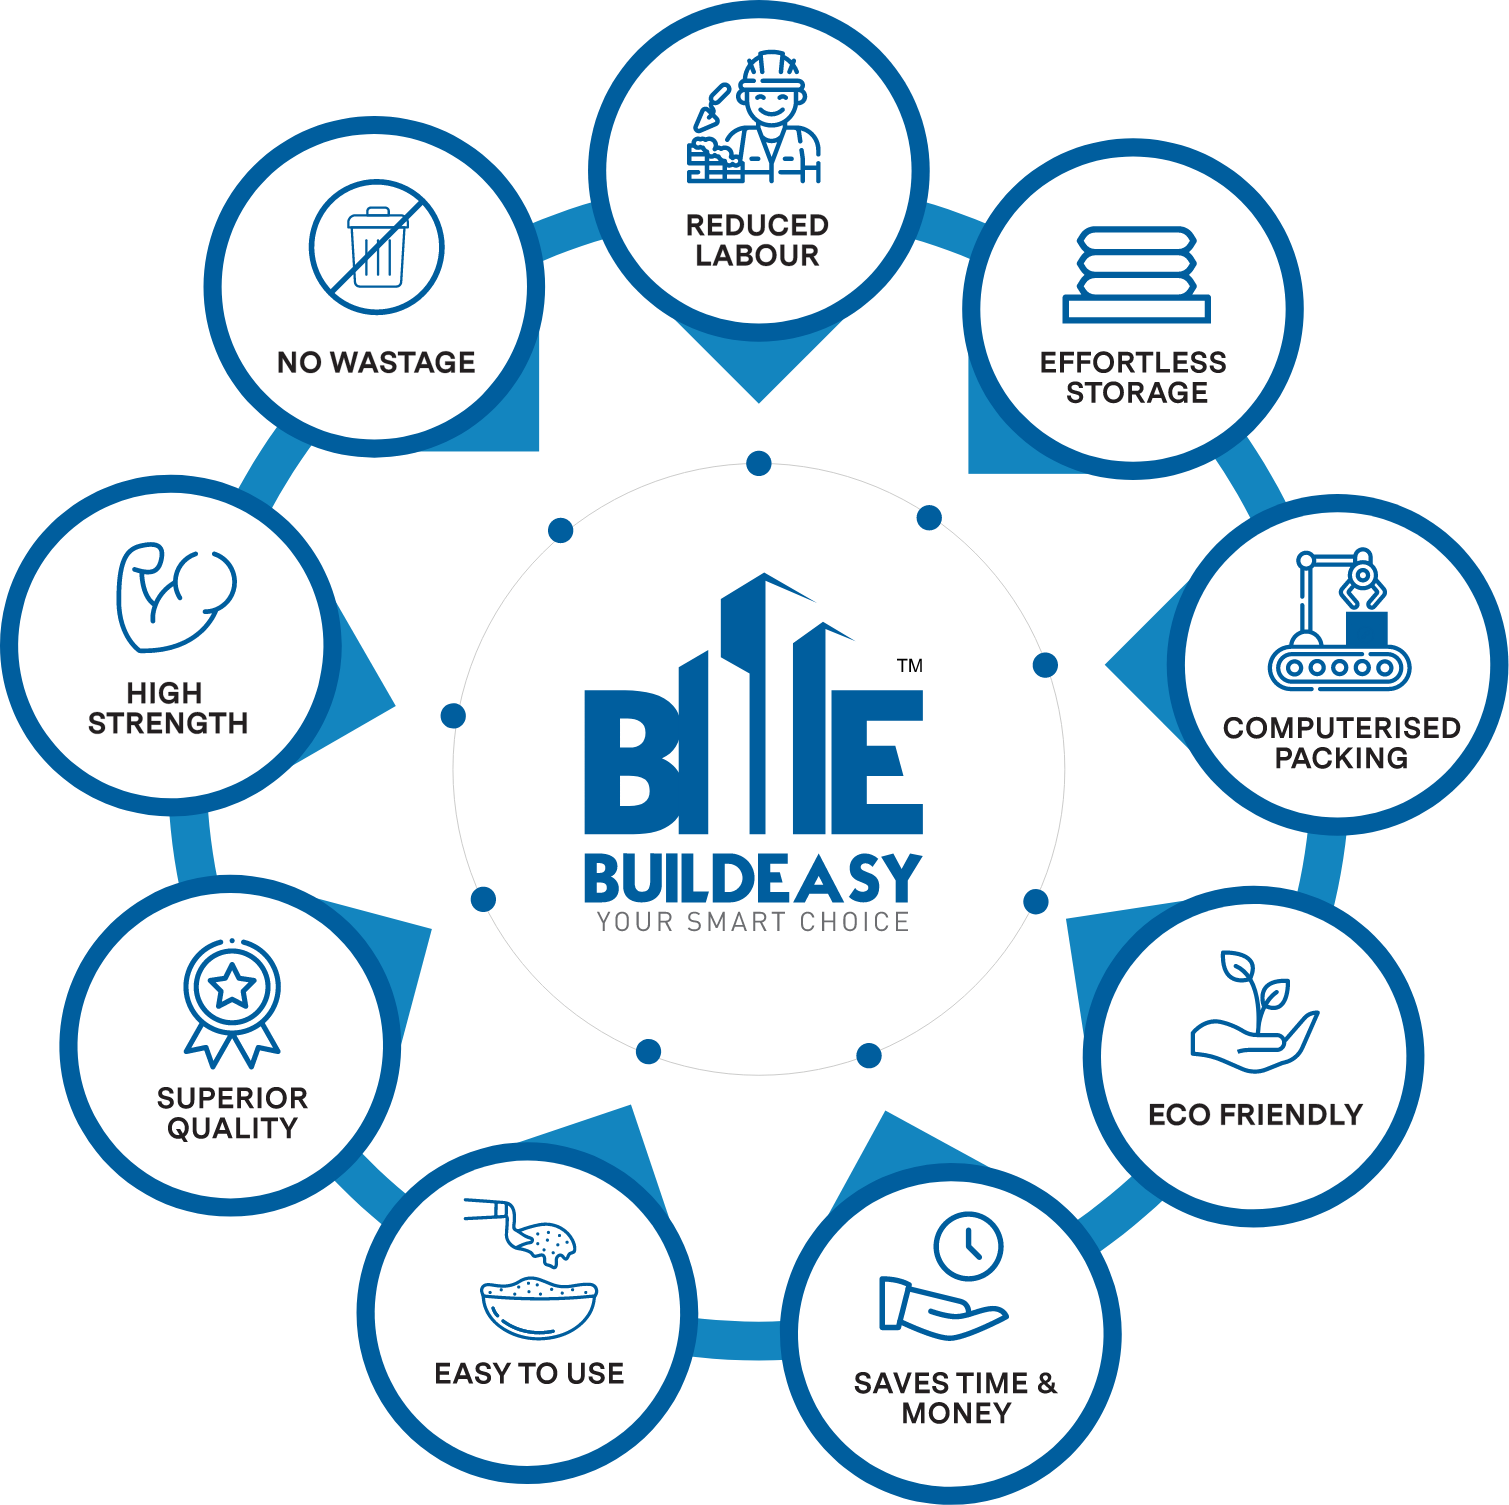 REDUCED
LABOUR
EFFORTLESS
STORAGE
COMPUTERISED
PACKING
ECO FRIENDLY
SAVES TIME &
MONEY
EASY TO USE
SUPERIOR
QUALITY
HIGH
STRENGTH
NO WASTAGE
TM
BITE
BUILDEASY
YOUR SMART CHOICE